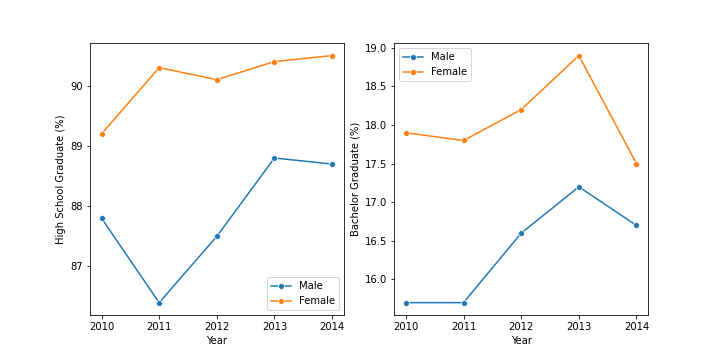 High School Graduate (%)
90
89
88
87
2010 2011 2012 2013 2014
Year
Male
Female
Bachelor Graduate (%)
19.0
18.5
18.0
17.5
17.0
16.5
16.0
2010 2011 2012 2013 2014
Year
Male
Female